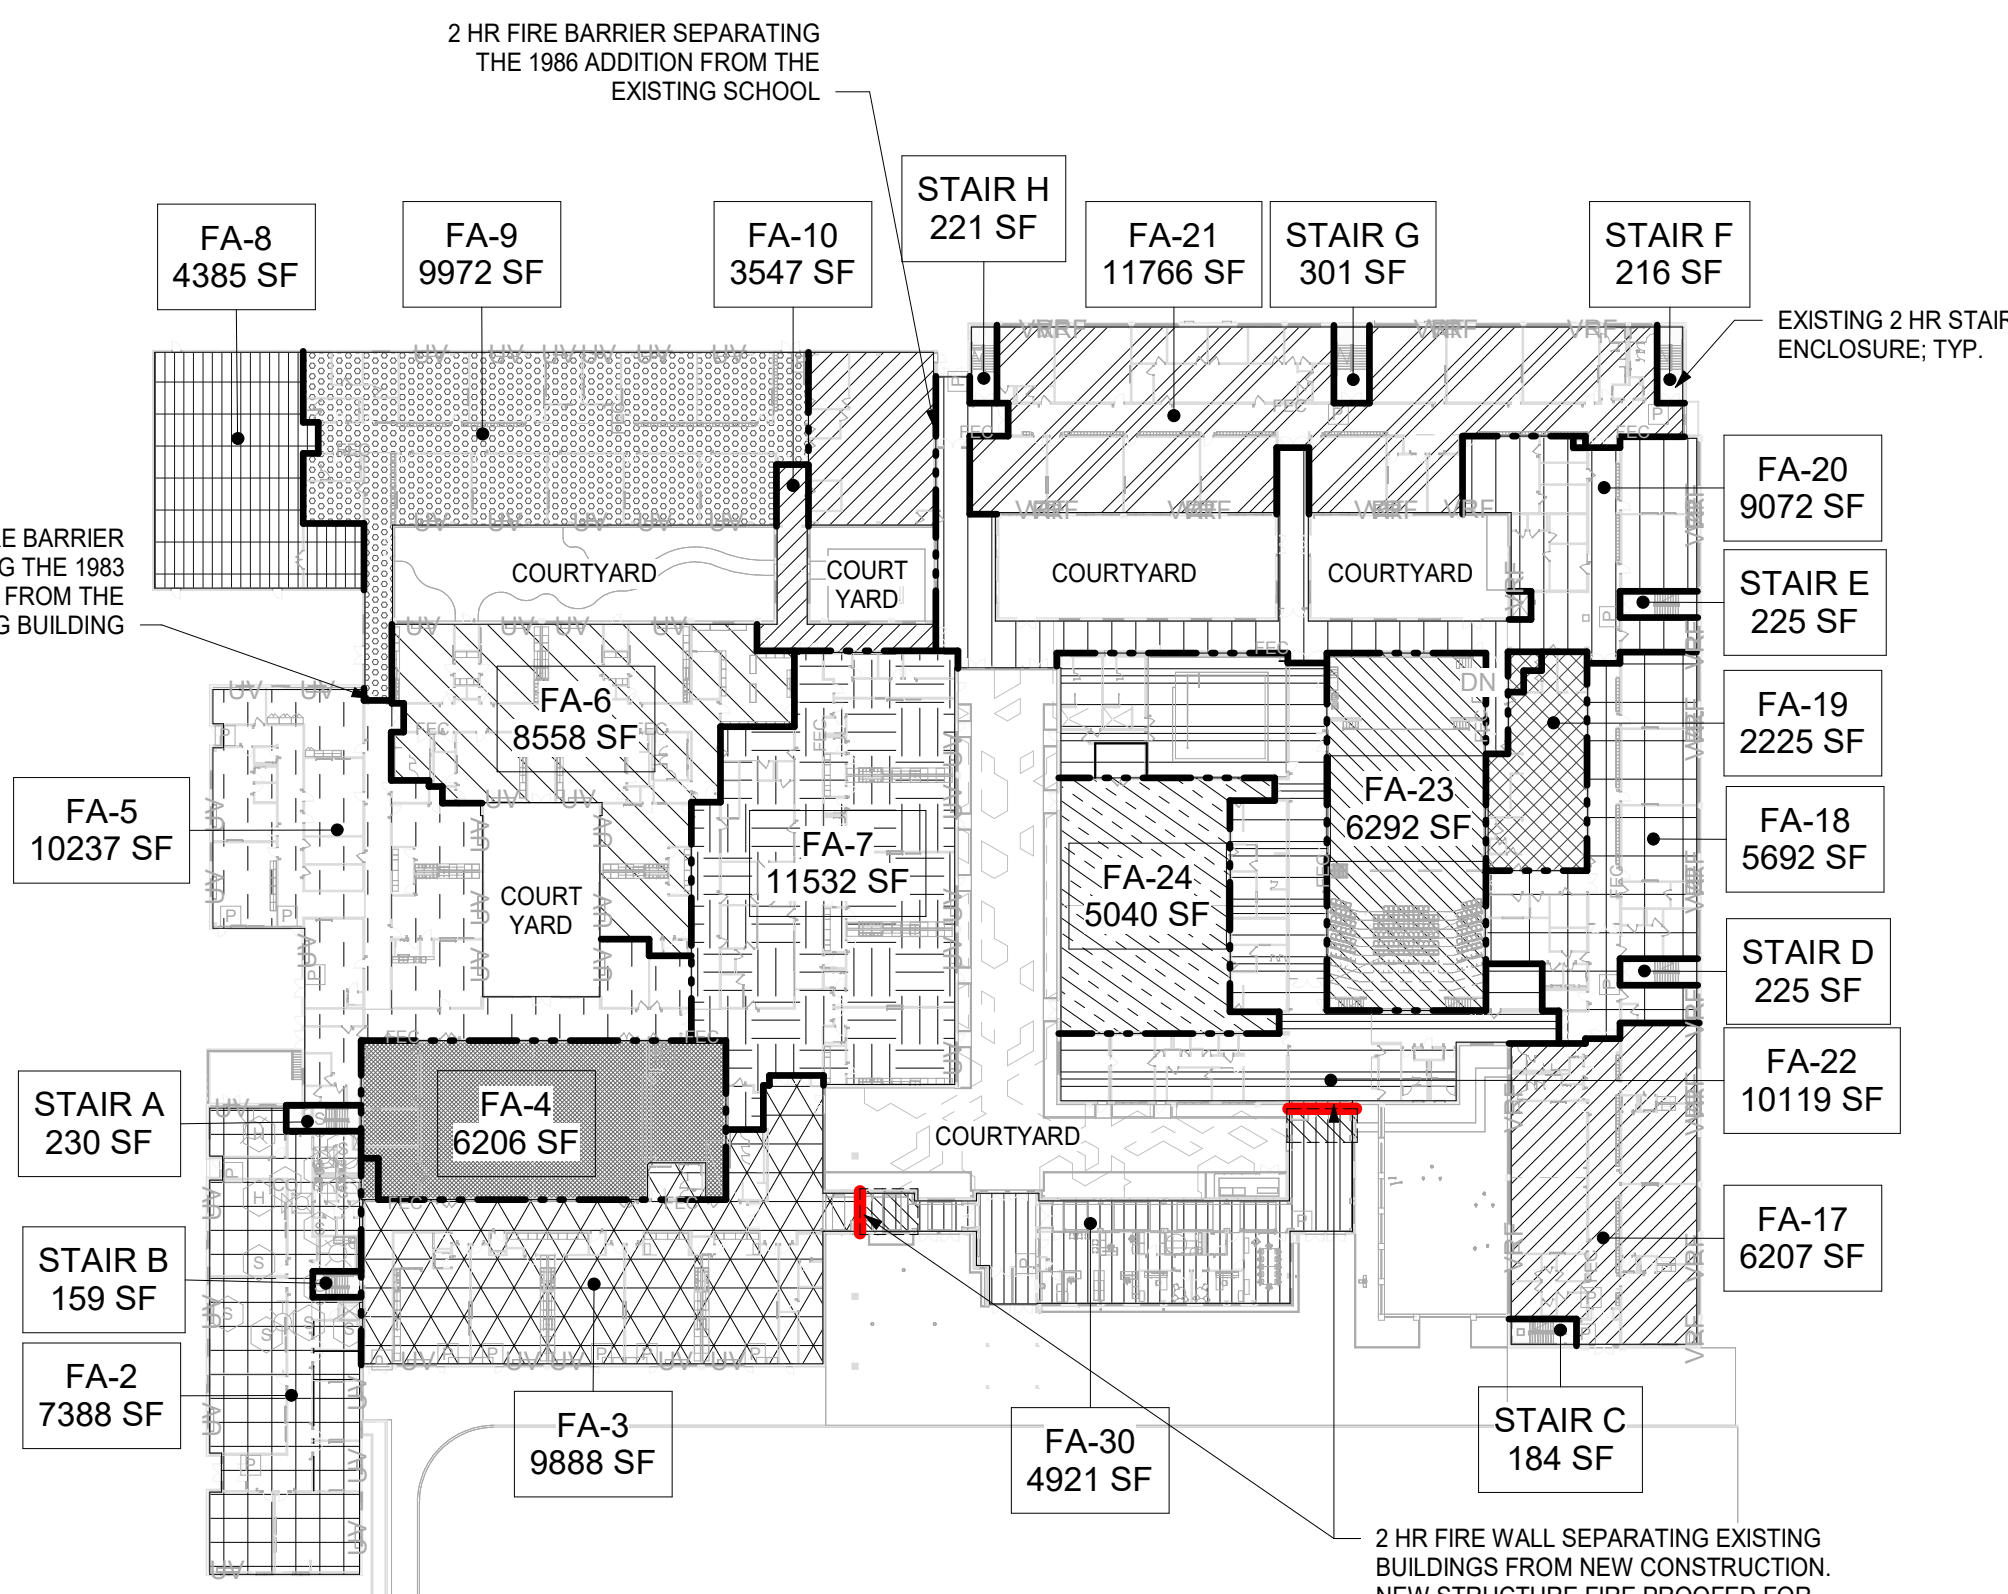 2 HR FIRE BARRIER SEPARATING
THE 1986 ADDITION FROM THE
EXISTING SCHOOL
STAIR H
221 SF
FA-8
4385 SF
FA-9
9972 SF
FA-10
3547 SF
FA-21
11766 SF
STAIR G
301 SF
STAIR F
216 SF
EXISTING 2 HR STAIR
ENCLOSURE; TYP.
FA-20
9072 SF
BARRIER
THE 1983
FROM THE
BUILDING
COURTYARD
COURT
YARD
COURTYARD
COURTYARD
STAIR E
225 SF
FA-6
8558 SF
DN
FA-19
2225 SF
FA-5
10237 SF
FA-7
11532 SF
FA-23
6292 SF
FA-18
5692 SF
COURT
YARD
FA-24
5040 SF
STAIR D
225 SF
FA-22
10119 SF
STAIR A
230 SF
FA-4
6206 SF
COURTYARD
STAIR B
159 SF
FA-17
6207 SF
FA-2
7388 SF
FA-3
9888 SF
FA-30
4921 SF
STAIR C
184 SF
2 HR FIRE WALL SEPARATING EXISTING
BUILDINGS FROM NEW CONSTRUCTION.
NEW STRUCTURE FIRE PROOFED FOR